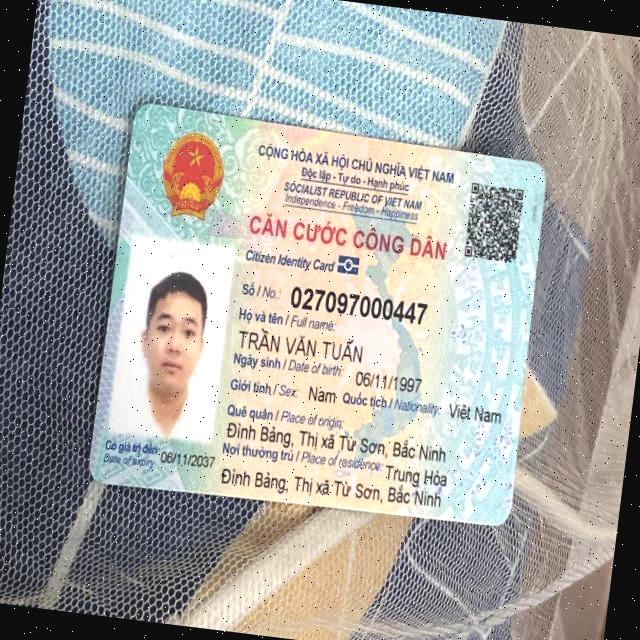 CỘNG HÒA XÃ HỘI CHỦ NGHĨA VIỆT NAM
Độc lập - Tự do - Hạnh phúc
SOCIALIST REPUBLIC OF VIET NAM
Independence - Freedom - Happiness
CĂN CƯỚC CÔNG DÂN
Citizen Identity Card
Số / No.: 027097000447
Họ và tên / Full name:
TRẦN VĂN TUẤN
Ngày sinh / Date of birth: 06/11/1997
Giới tính / Sex: Nam Quốc tịch / Nationality: Việt Nam
Quê quán / Place of origin:
Đình Bảng, Thị xã Từ Sơn, Bắc Ninh
Nơi thường trú / Place of residence: Trung Hòa
Đình Bảng, Thị xã Từ Sơn, Bắc Ninh
Có giá trị đến: 06/11/2037
Date of expiry: